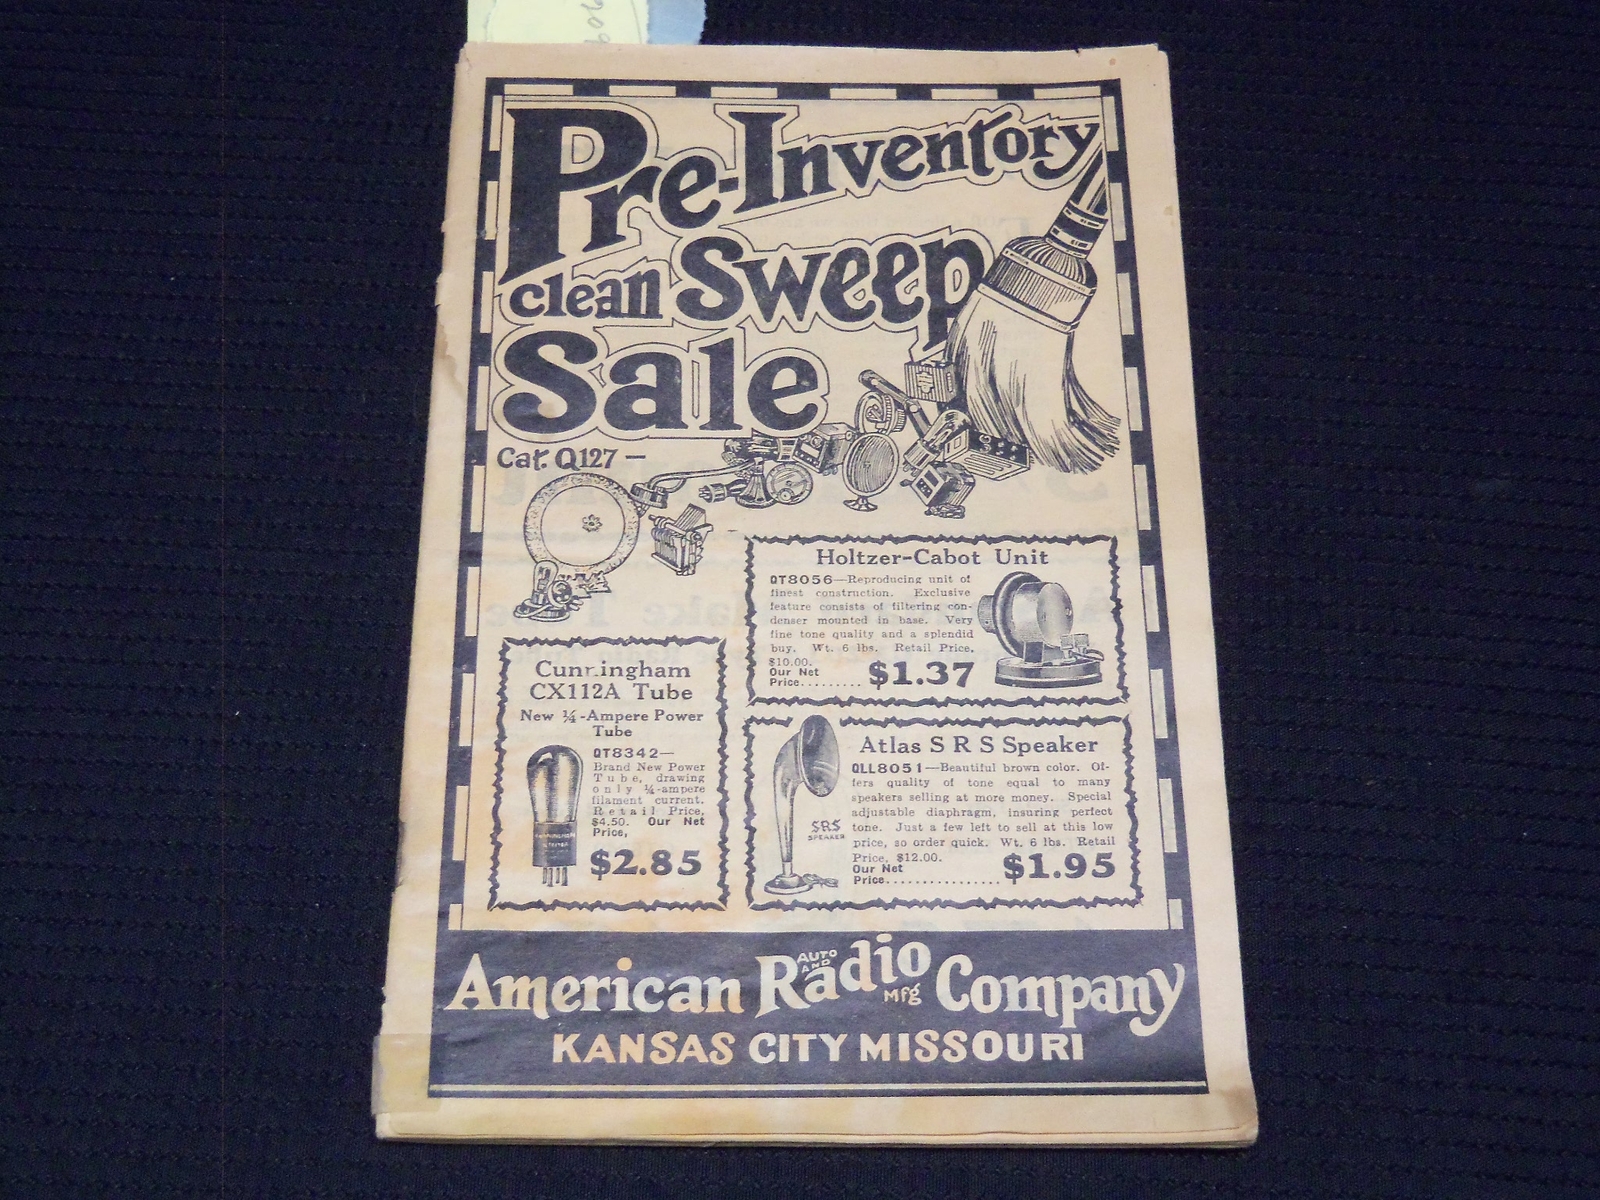 Pre-Inventory
clean Sweep
Sale
Cat. Q127 —
Holtzer-Cabot Unit
QT8056—Reproducing unit of
finest construction. Exclusive
feature consists of filtering con-
denser mounted in base. Very
fine tone quality and a splendid
buy. Wt. 6 lbs. Retail Price,
$10.00.
Our Net
Price......... $1.37
Cunningham
CX112A Tube
New ¼-Ampere Power
Tube
QT8342—
Brand New Power
Tube, drawing
only ¼-ampere
filament current.
Retail Price,
$4.50. Our Net
Price,
$2.85
Atlas S R S Speaker
QLL8051—Beautiful brown color. Of-
fers quality of tone equal to many
speakers selling at more money. Special
adjustable diaphragm, insuring perfect
tone. Just a few left to sell at this low
price, so order quick. Wt. 6 lbs. Retail
Price, $12.00.
Our Net
Price................ $1.95
SRS
SPEAKER
American Auto and Radio Mfg Company
KANSAS CITY MISSOURI